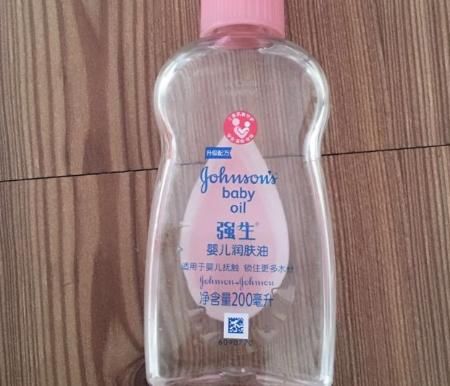 升级配方
Johnson's
baby
oil
强生®
婴儿润肤油
适用于婴儿抚触 锁住更多水分
Johnson & Johnson
净含量200毫升